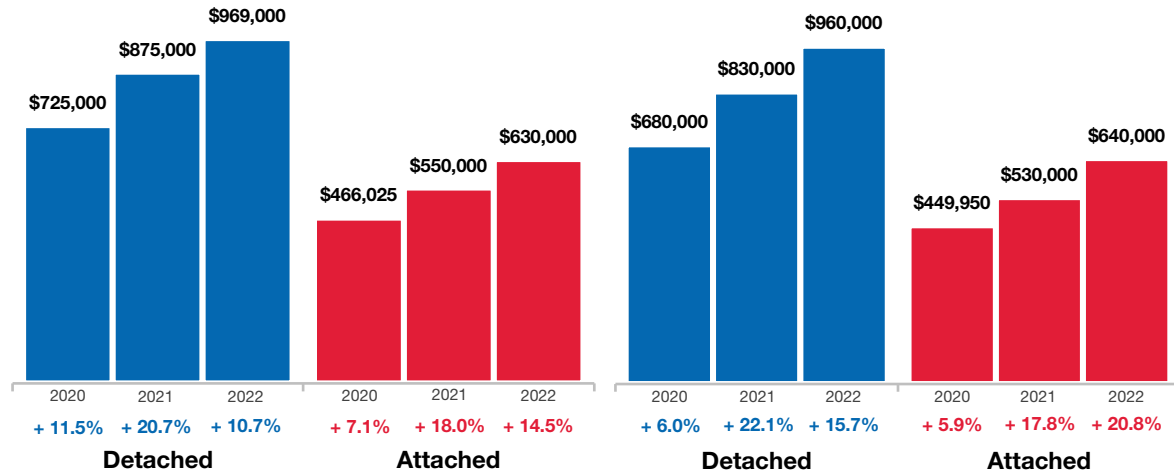 $725,000
$875,000
$969,000
$466,025
$550,000
$630,000
2020 2021 2022 2020 2021 2022
+ 11.5% + 20.7% + 10.7% + 7.1% + 18.0% + 14.5%
Detached Attached
$680,000
$830,000
$960,000
$449,950
$530,000
$640,000
2020 2021 2022 2020 2021 2022
+ 6.0% + 22.1% + 15.7% + 5.9% + 17.8% + 20.8%
Detached Attached